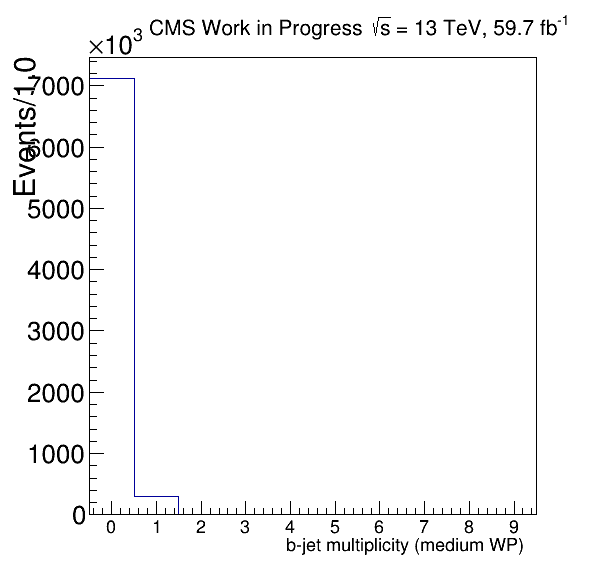 ×10³ CMS Work in Progress √s = 13 TeV, 59.7 fb⁻¹
Events/1.0
7000
6000
5000
4000
3000
2000
1000
0
0 1 2 3 4 5 6 7 8 9
b-jet multiplicity (medium WP)